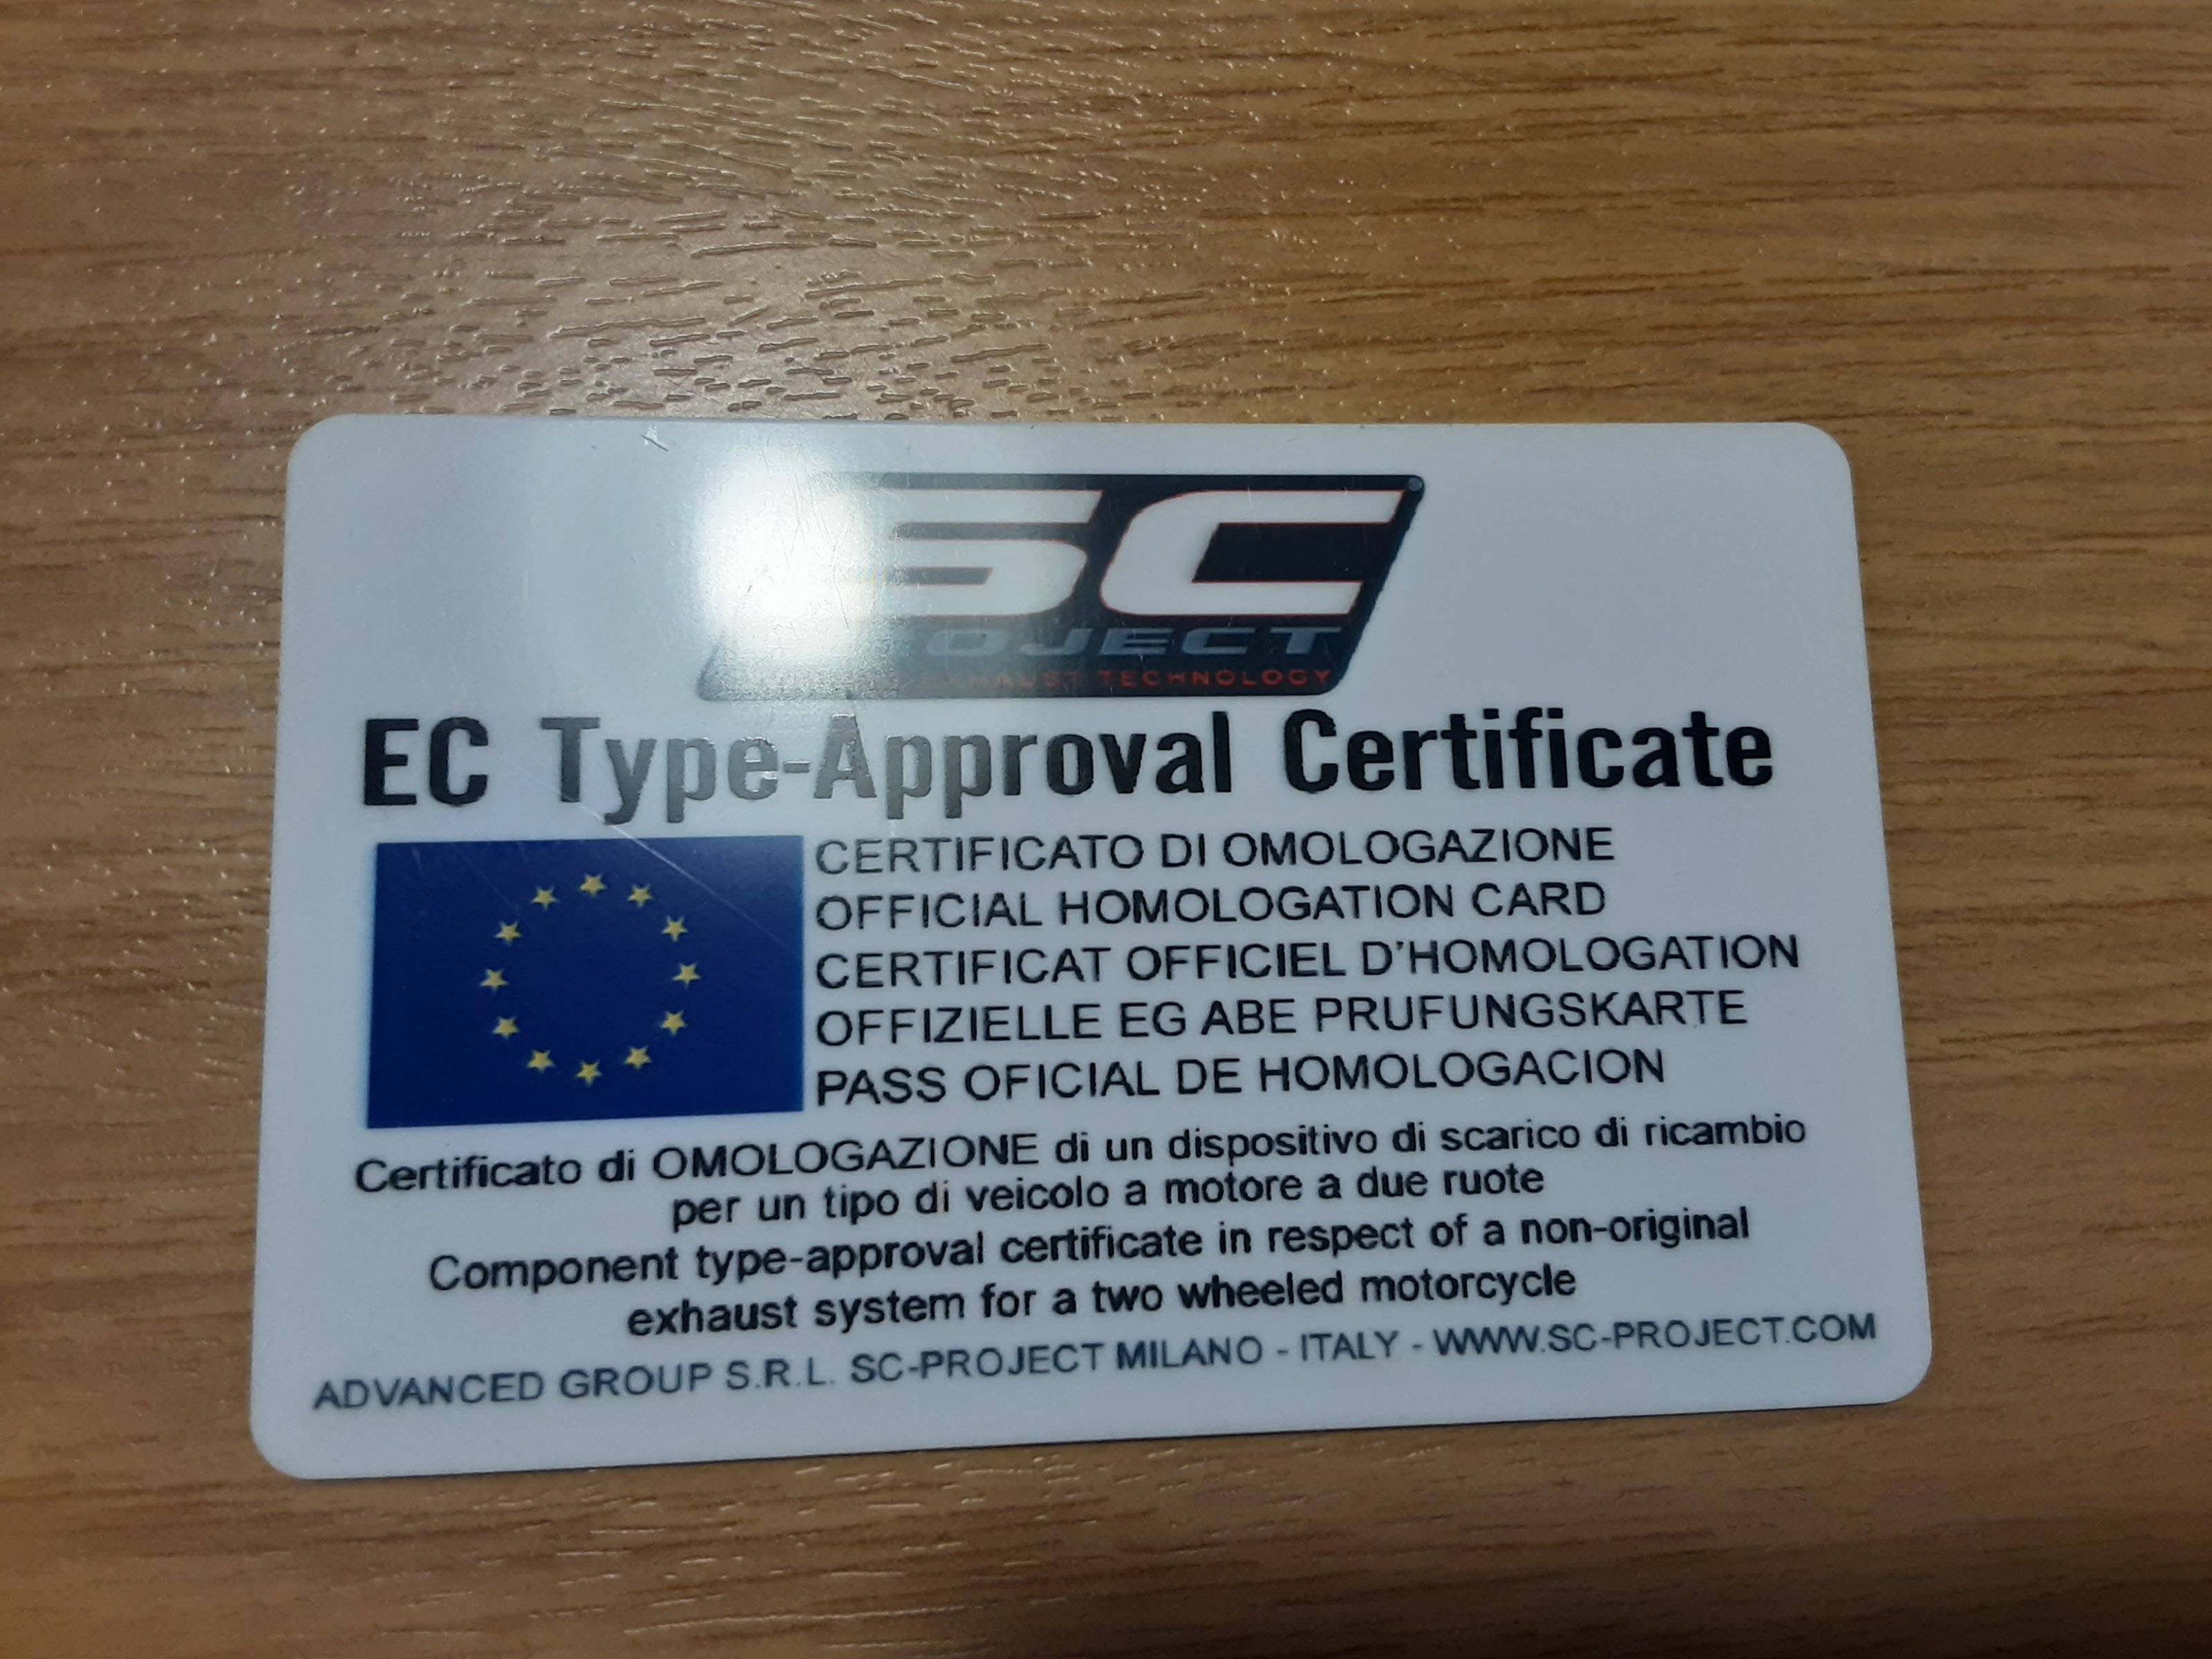 SC
OJECT
EXHAUST TECHNOLOGY
EC Type-Approval Certificate
CERTIFICATO DI OMOLOGAZIONE
OFFICIAL HOMOLOGATION CARD
CERTIFICAT OFFICIEL D'HOMOLOGATION
OFFIZIELLE EG ABE PRUFUNGSKARTE
PASS OFICIAL DE HOMOLOGACION
Certificato di OMOLOGAZIONE di un dispositivo di scarico di ricambio
per un tipo di veicolo a motore a due ruote
Component type-approval certificate in respect of a non-original
exhaust system for a two wheeled motorcycle
ADVANCED GROUP S.R.L. SC-PROJECT MILANO - ITALY - WWW.SC-PROJECT.COM